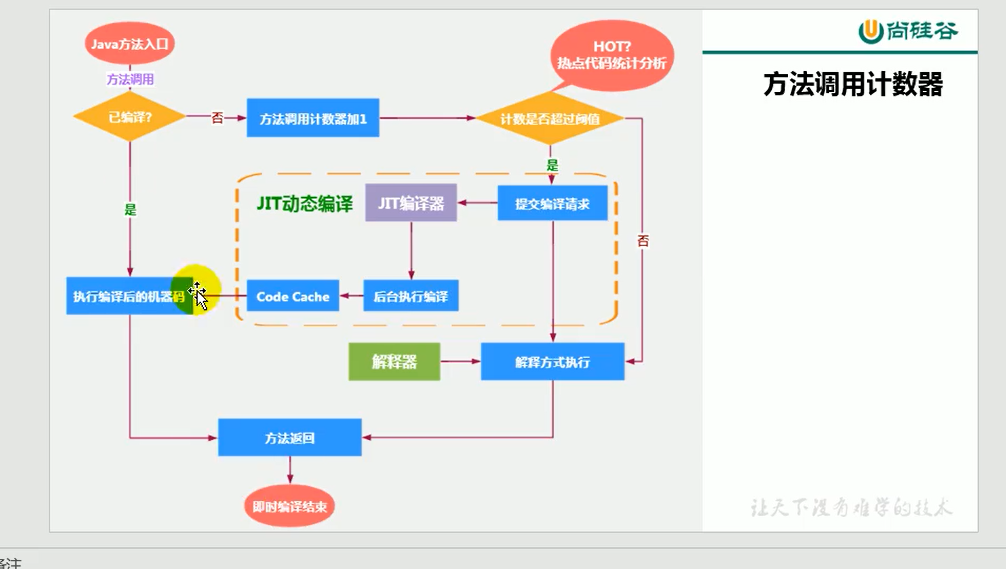 尚硅谷
方法调用计数器
Java方法入口
方法调用
已编译?
否
方法调用计数器加1
HOT?
热点代码统计分析
计数是否超过阈值
是
是
否
JIT动态编译
JIT编译器
提交编译请求
执行编译后的机器码
Code Cache
后台执行编译
解释器
解释方式执行
方法返回
即时编译结束
让天下没有难学的技术
备注